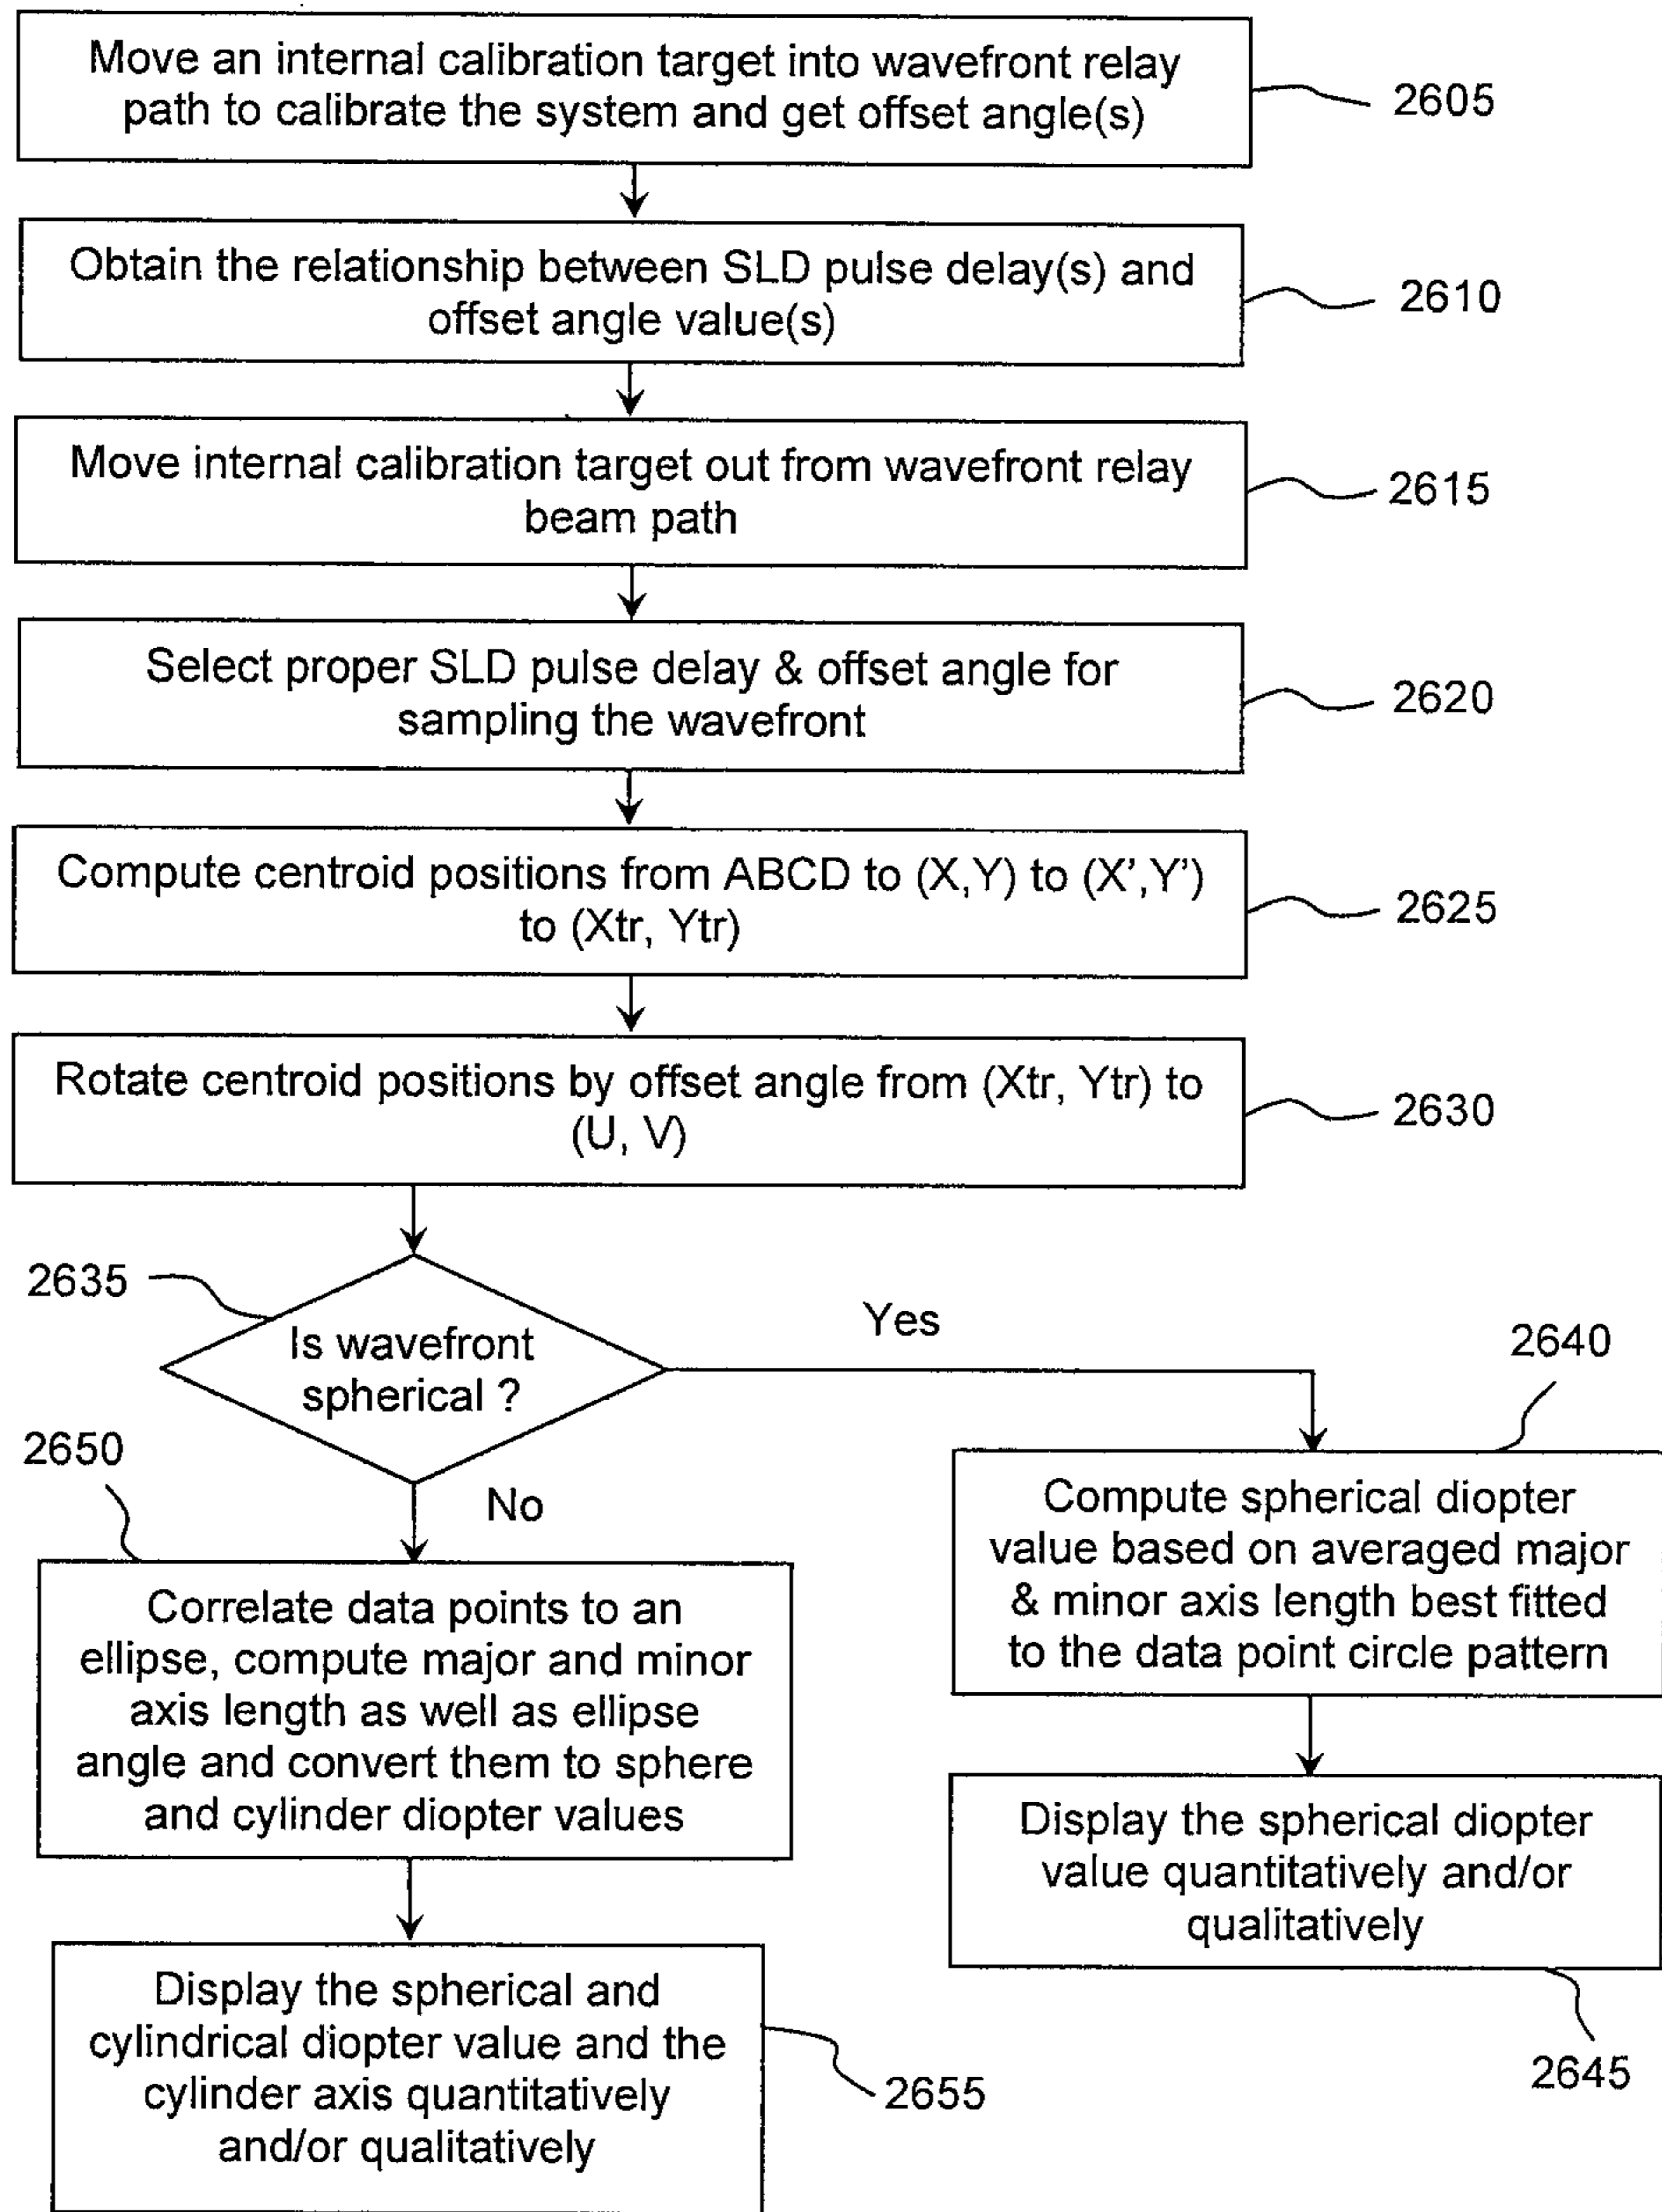 Move an internal calibration target into wavefront relay
path to calibrate the system and get offset angle(s)
2605
Obtain the relationship between SLD pulse delay(s) and
offset angle value(s)
2610
Move internal calibration target out from wavefront relay
beam path
2615
Select proper SLD pulse delay & offset angle for
sampling the wavefront
2620
Compute centroid positions from ABCD to (X,Y) to (X’,Y’)
to (Xtr, Ytr)
2625
Rotate centroid positions by offset angle from (Xtr, Ytr) to
(U, V)
2630
2635
Is wavefront
spherical ?
Yes
No
2640
Compute spherical diopter
value based on averaged major
& minor axis length best fitted
to the data point circle pattern
Display the spherical diopter
value quantitatively and/or
qualitatively
2645
2650
Correlate data points to an
ellipse, compute major and minor
axis length as well as ellipse
angle and convert them to sphere
and cylinder diopter values
Display the spherical and
cylindrical diopter value and the
cylinder axis quantitatively
and/or qualitatively
2655